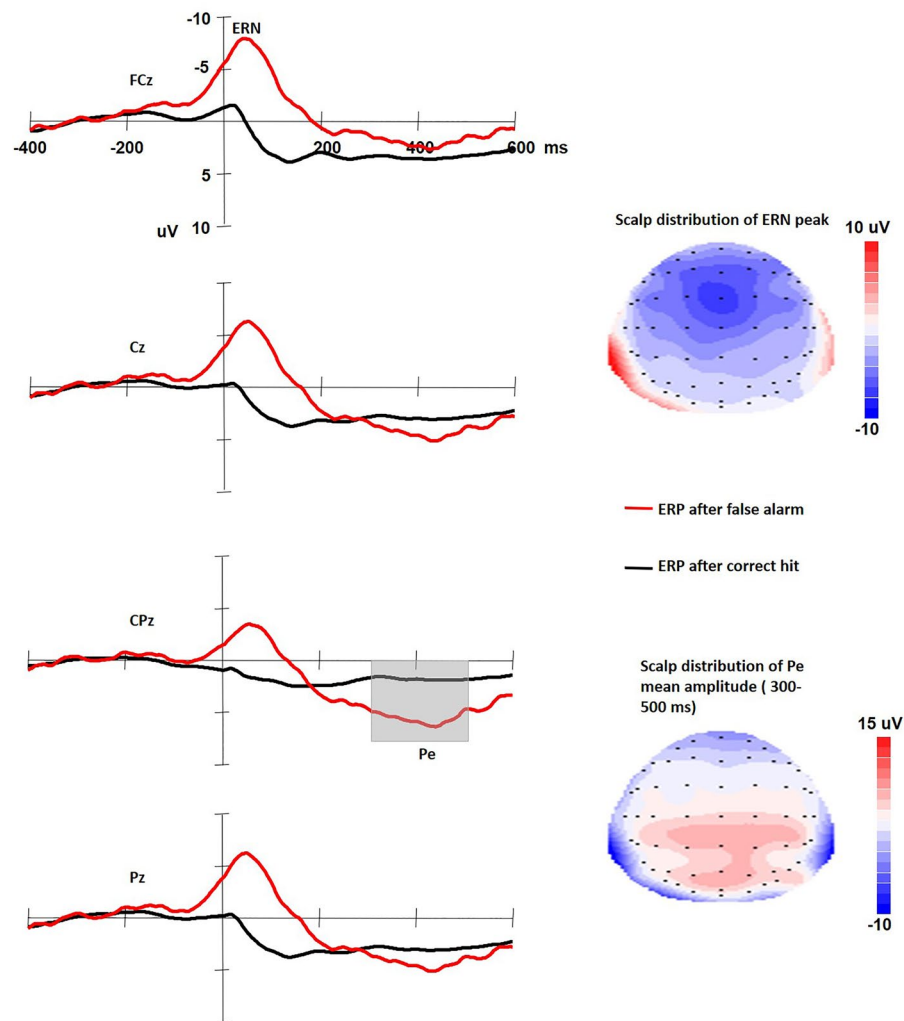 -10
ERN
-5
FCz
-400
-200
200
400
600
ms
5
uV
10
Scalp distribution of ERN peak
10 uV
-10
Cz
ERP after false alarm
ERP after correct hit
CPz
Pe
Scalp distribution of Pe
mean amplitude ( 300-
500 ms)
15 uV
-10
Pz